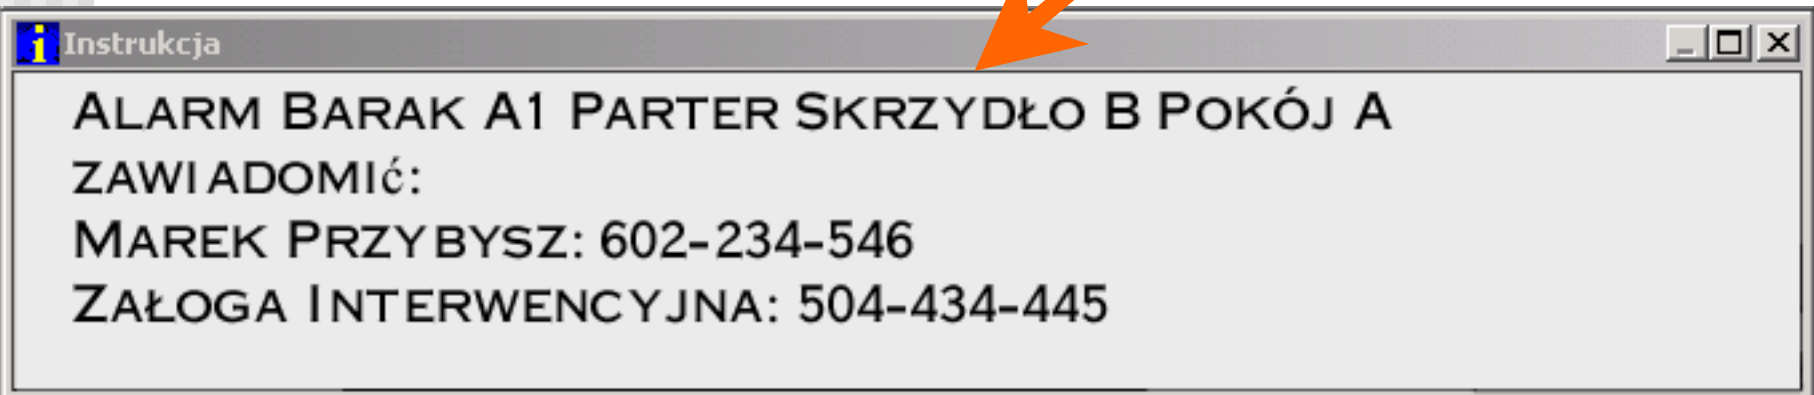 Instrukcja
ALARM BARAK A1 PARTER SKRZYDŁO B POKÓJ A
ZAWIADOMIć:
MAREK PRZYBYSZ: 602-234-546
ZAŁOGA INTERWENCYJNA: 504-434-445